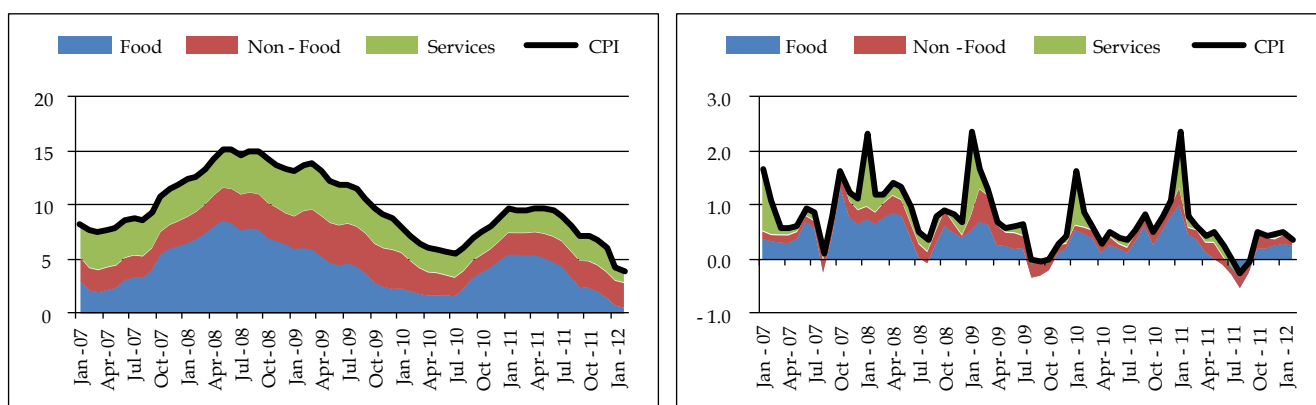 Food Non - Food Services CPI
20
15
10
5
0
Jan - 07
Apr - 07
Jul - 07
Oct - 07
Jan - 08
Apr - 08
Jul - 08
Oct - 08
Jan - 09
Apr - 09
Jul - 09
Oct - 09
Jan - 10
Apr - 10
Jul - 10
Oct - 10
Jan - 11
Apr - 11
Jul - 11
Oct - 11
Jan - 12
Food Non -Food Services CPI
3.0
2.0
1.0
0.0
- 1.0
Jan - 07
Apr - 07
Jul - 07
Oct - 07
Jan - 08
Apr - 08
Jul - 08
Oct - 08
Jan - 09
Apr - 09
Jul - 09
Oct - 09
Jan - 10
Apr - 10
Jul - 10
Oct - 10
Jan - 11
Apr - 11
Jul - 11
Oct - 11
Jan - 12